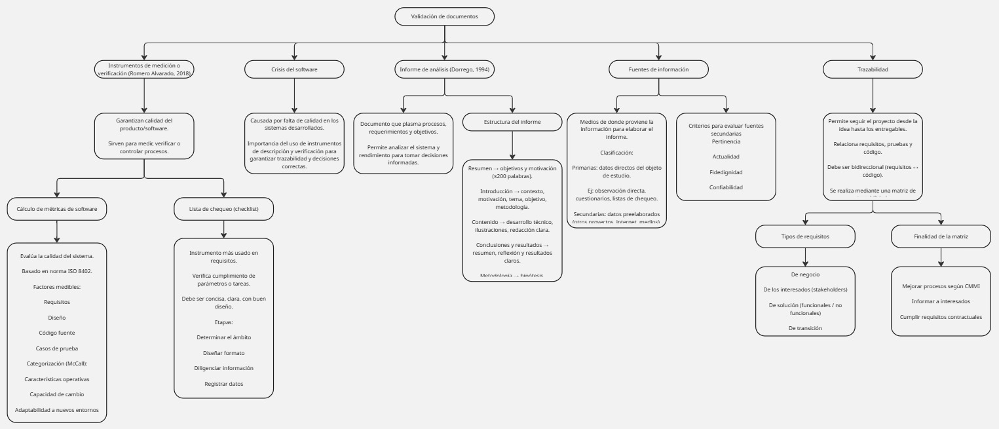 Validación de documentos
Instrumentos de medición o
verificación (Romero Alvarado, 2018)
Crisis del software
Informe de análisis (Dorrego, 1994)
Fuentes de información
Trazabilidad
Garantizan calidad del
producto/software.
Sirven para medir, verificar o
controlar procesos.
Causada por falta de calidad en los
sistemas desarrollados.
Importancia del uso de instrumentos
de descripción y verificación para
garantizar trazabilidad y decisiones
correctas.
Documento que plasma procesos,
requerimientos y objetivos.
Permite analizar el sistema y
rendimiento para tomar decisiones
informadas.
Estructura del informe
Resumen → objetivos y motivación
(≤200 palabras).
Introducción → contexto,
motivación, tema, objetivo,
metodología.
Contenido → desarrollo técnico,
ilustraciones, redacción clara.
Conclusiones y resultados →
resumen, reflexión y resultados
claros.
Metodología → hipótesis,
Medios de donde proviene la
información para elaborar el
informe.
Clasificación:
Primarias: datos directos del objeto
de estudio.
Ej: observación directa,
cuestionarios, listas de chequeo.
Secundarias: datos preelaborados
(otros proyectos, internet, medios)
Criterios para evaluar fuentes
secundarias
Pertinencia
Actualidad
Fidedignidad
Confiabilidad
Permite seguir el proyecto desde la
idea hasta los entregables.
Relaciona requisitos, pruebas y
código.
Debe ser bidireccional (requisitos ↔
código).
Se realiza mediante una matriz de
Cálculo de métricas de software
Lista de chequeo (checklist)
Tipos de requisitos
Finalidad de la matriz
Evalúa la calidad del sistema.
Basado en norma ISO 8402.
Factores medibles:
Requisitos
Diseño
Código fuente
Casos de prueba
Categorización (McCall):
Características operativas
Capacidad de cambio
Adaptabilidad a nuevos entornos
Instrumento más usado en
requisitos.
Verifica cumplimiento de
parámetros o tareas.
Debe ser concisa, clara, con buen
diseño.
Etapas:
Determinar el ámbito
Diseñar formato
Diligenciar información
Registrar datos
De negocio
De los interesados (stakeholders)
De solución (funcionales / no
funcionales)
De transición
Mejorar procesos según CMMI
Informar a interesados
Cumplir requisitos contractuales